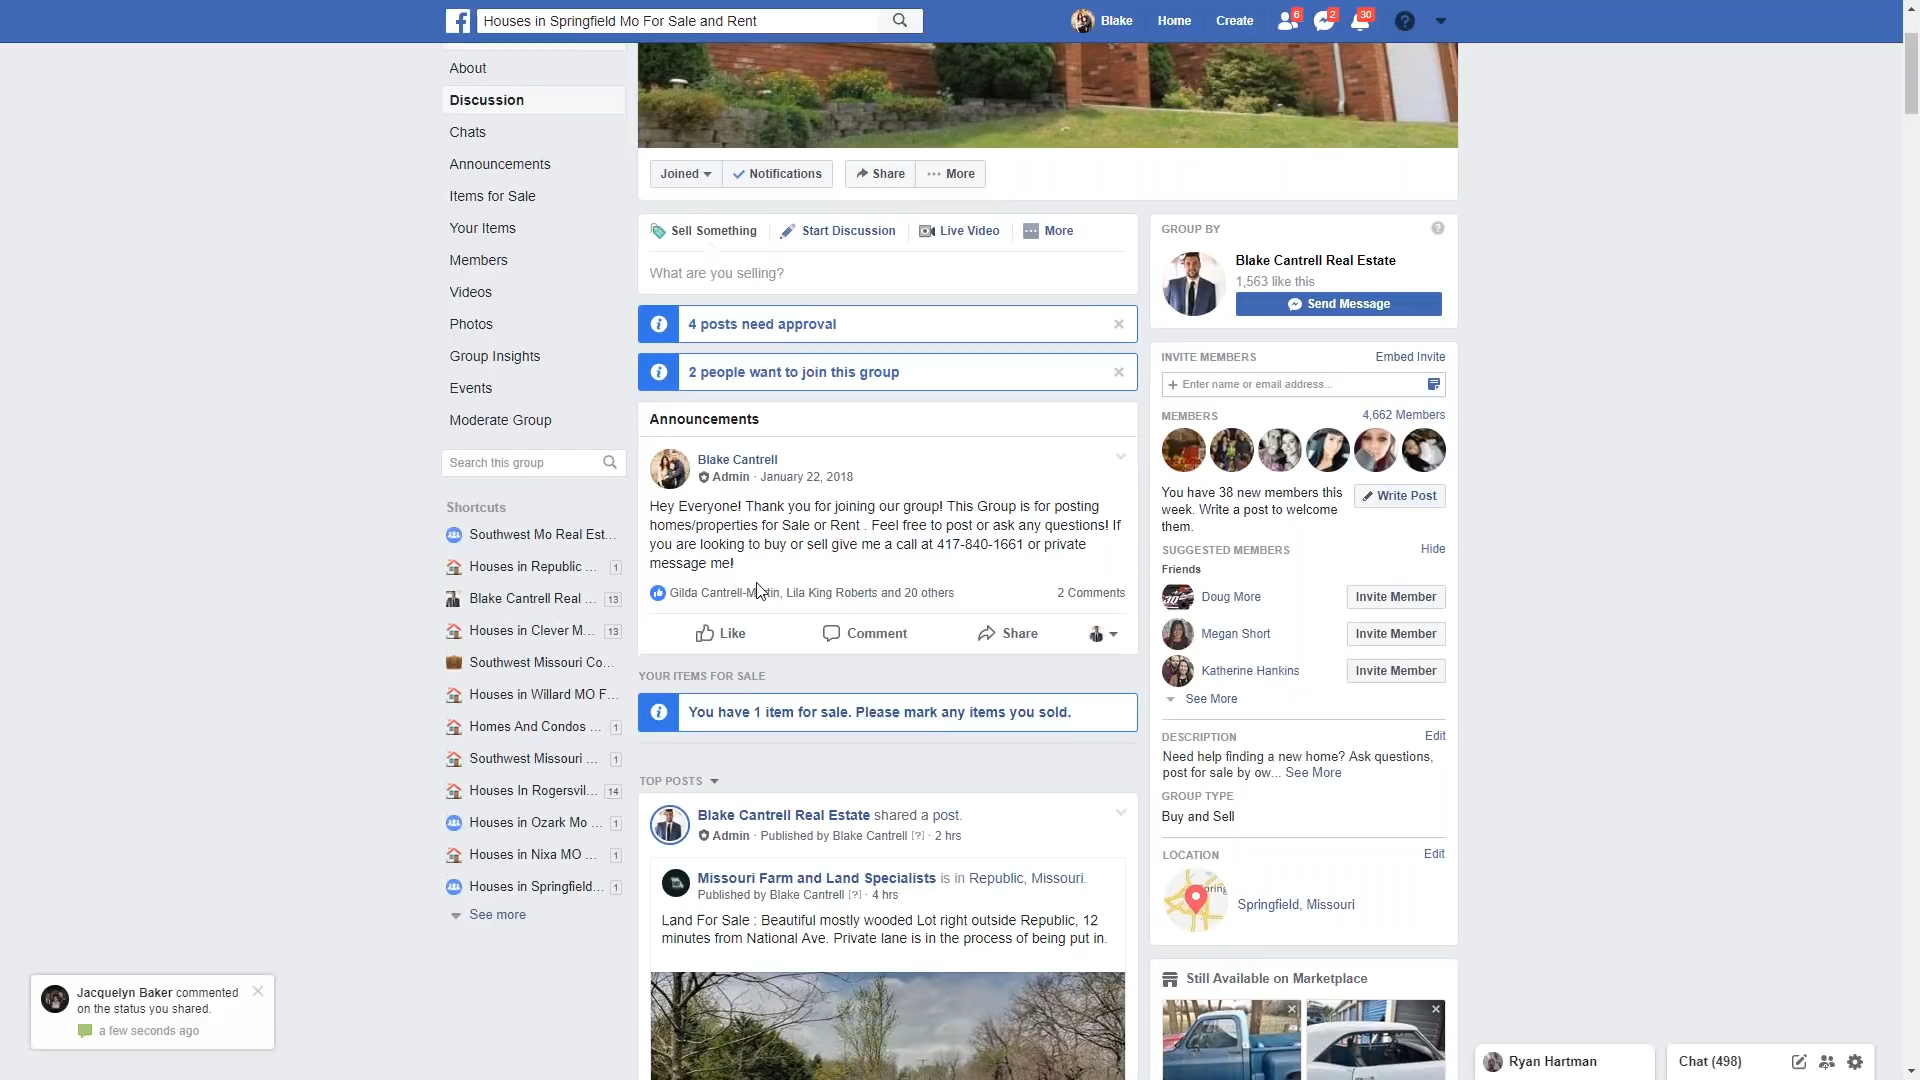 Houses in Springfield Mo For Sale and Rent
Blake
Home
Create
6
2
30
About
Discussion
Chats
Announcements
Items for Sale
Your Items
Members
Videos
Photos
Group Insights
Events
Moderate Group
Search this group
Shortcuts
Southwest Mo Real Est...
Houses in Republic ... 1
Blake Cantrell Real ... 13
Houses in Clever M... 13
Southwest Missouri Co...
Houses in Willard MO F...
Homes And Condos ... 1
Southwest Missouri ... 1
Houses In Rogersvil... 14
Houses in Ozark Mo ... 1
Houses in Nixa MO ... 1
Houses in Springfield... 1
See more
Joined
Notifications
Share
More
Sell Something
Start Discussion
Live Video
More
What are you selling?
4 posts need approval
2 people want to join this group
Announcements
Blake Cantrell
Admin · January 22, 2018
Hey Everyone! Thank you for joining our group! This Group is for posting
homes/properties for Sale or Rent . Feel free to post or ask any questions! If
you are looking to buy or sell give me a call at 417-840-1661 or private
message me!
Gilda Cantrell-Martin, Lila King Roberts and 20 others
2 Comments
Like
Comment
Share
YOUR ITEMS FOR SALE
You have 1 item for sale. Please mark any items you sold.
TOP POSTS
Blake Cantrell Real Estate shared a post.
Admin · Published by Blake Cantrell [?] · 2 hrs
Missouri Farm and Land Specialists is in Republic, Missouri.
Published by Blake Cantrell [?] · 4 hrs
Land For Sale : Beautiful mostly wooded Lot right outside Republic, 12
minutes from National Ave. Private lane is in the process of being put in.
GROUP BY
Blake Cantrell Real Estate
1,563 like this
Send Message
INVITE MEMBERS
Embed Invite
+ Enter name or email address...
MEMBERS
4,662 Members
You have 38 new members this
week. Write a post to welcome
them.
Write Post
SUGGESTED MEMBERS
Hide
Friends
Doug More
Invite Member
Megan Short
Invite Member
Katherine Hankins
Invite Member
See More
DESCRIPTION
Edit
Need help finding a new home? Ask questions,
post for sale by ow... See More
GROUP TYPE
Buy and Sell
LOCATION
Edit
Springfield, Missouri
Still Available on Marketplace
Jacquelyn Baker commented
on the status you shared.
a few seconds ago
Ryan Hartman
Chat (498)